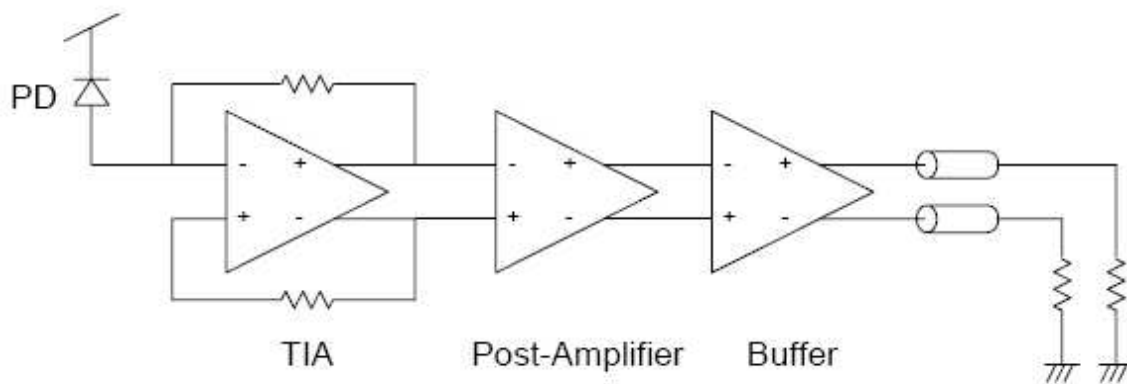 PD
- +
+ -
- +
+ -
- +
+ -
TIA
Post-Amplifier
Buffer